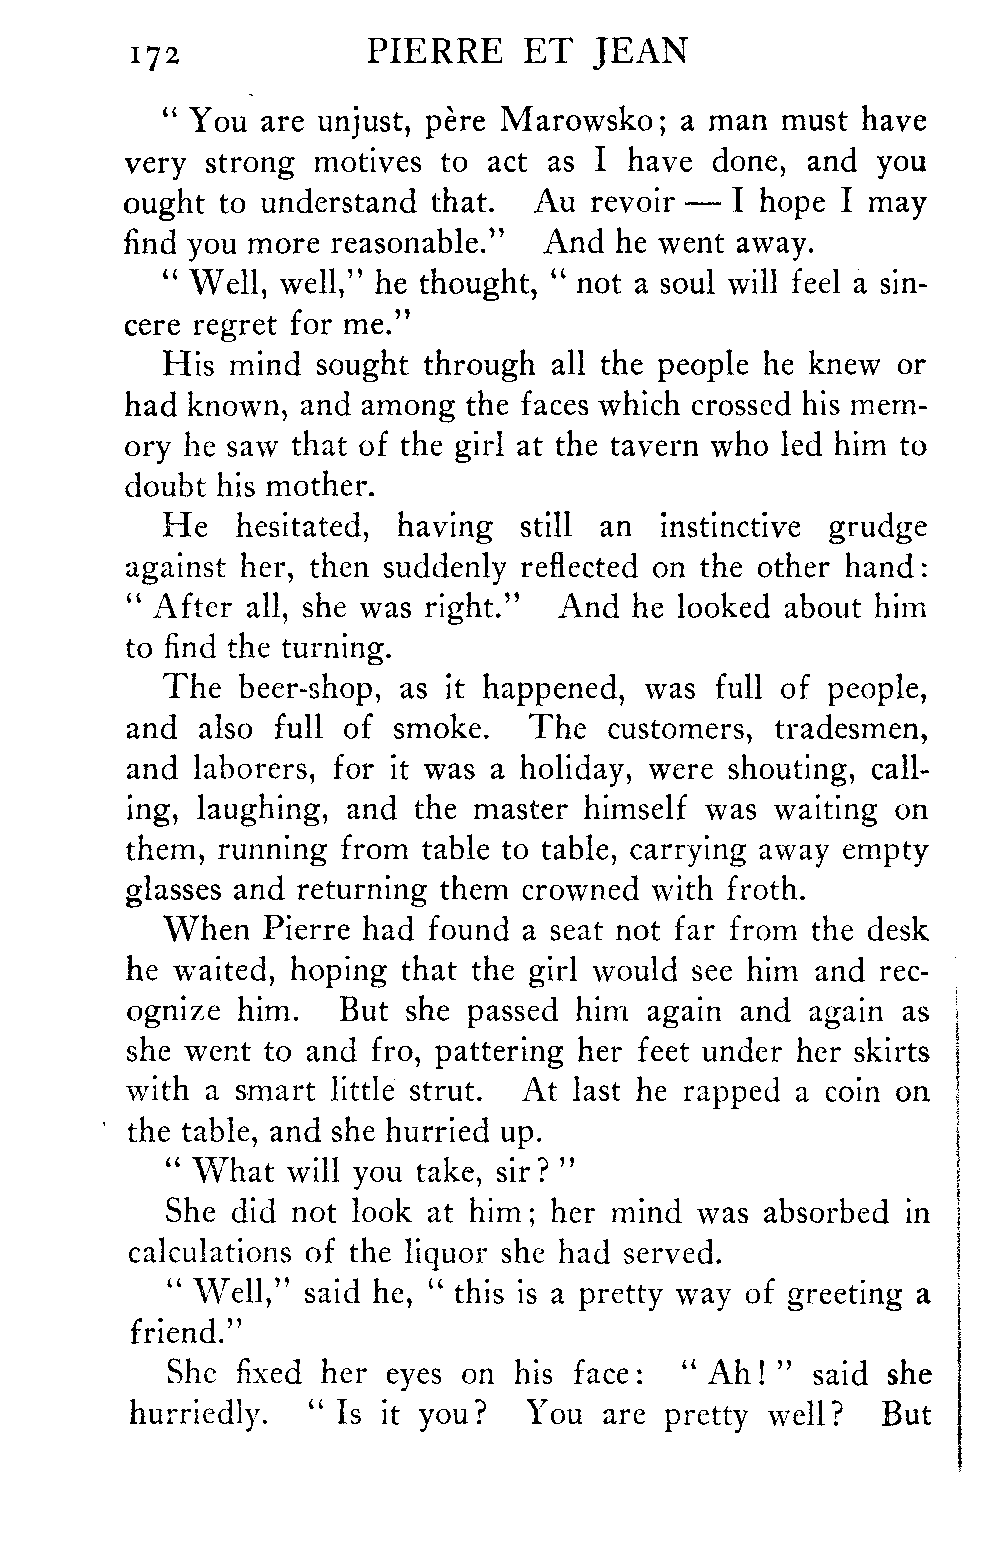 172 PIERRE ET JEAN
“ You are unjust, père Marowsko; a man must have
very strong motives to act as I have done, and you
ought to understand that. Au revoir — I hope I may
find you more reasonable.” And he went away.
“ Well, well,” he thought, “ not a soul will feel a sin-
cere regret for me.”
His mind sought through all the people he knew or
had known, and among the faces which crossed his mem-
ory he saw that of the girl at the tavern who led him to
doubt his mother.
He hesitated, having still an instinctive grudge
against her, then suddenly reflected on the other hand:
“ After all, she was right.” And he looked about him
to find the turning.
The beer-shop, as it happened, was full of people,
and also full of smoke. The customers, tradesmen,
and laborers, for it was a holiday, were shouting, call-
ing, laughing, and the master himself was waiting on
them, running from table to table, carrying away empty
glasses and returning them crowned with froth.
When Pierre had found a seat not far from the desk
he waited, hoping that the girl would see him and rec-
ognize him. But she passed him again and again as
she went to and fro, pattering her feet under her skirts
with a smart little strut. At last he rapped a coin on
the table, and she hurried up.
“ What will you take, sir? ”
She did not look at him; her mind was absorbed in
calculations of the liquor she had served.
“ Well,” said he, “ this is a pretty way of greeting a
friend.”
She fixed her eyes on his face: “ Ah! ” said she
hurriedly. “ Is it you? You are pretty well? But